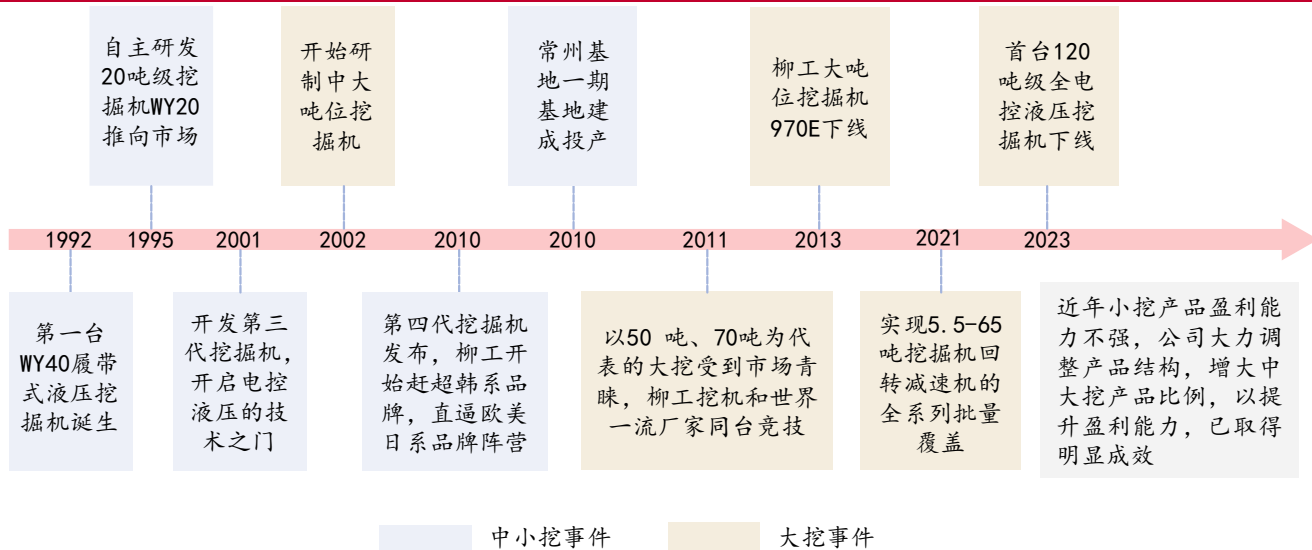 自主研发
20吨级挖
掘机WY20
推向市场
开始研
制中大
吨位挖
掘机
常州基
地一期
基地建
成投产
柳工大吨
位挖掘机
970E下线
首台120
吨级全电
控液压挖
掘机下线
1992
1995
2001
2002
2010
2010
2011
2013
2021
2023
第一台
WY40履带
式液压挖
掘机诞生
开发第三
代挖掘机，
开启电控
液压的技
术之门
第四代挖掘机
发布，柳工开
始赶超韩系品
牌，直逼欧美
日系品牌阵营
以50 吨、70吨为代
表的大挖受到市场青
睐，柳工挖机和世界
一流厂家同台竞技
实现5.5-65
吨挖掘机回
转减速机的
全系列批量
覆盖
近年小挖产品盈利能
力不强，公司大力调
整产品结构，增大中
大挖产品比例，以提
升盈利能力，已取得
明显成效
中小挖事件
大挖事件